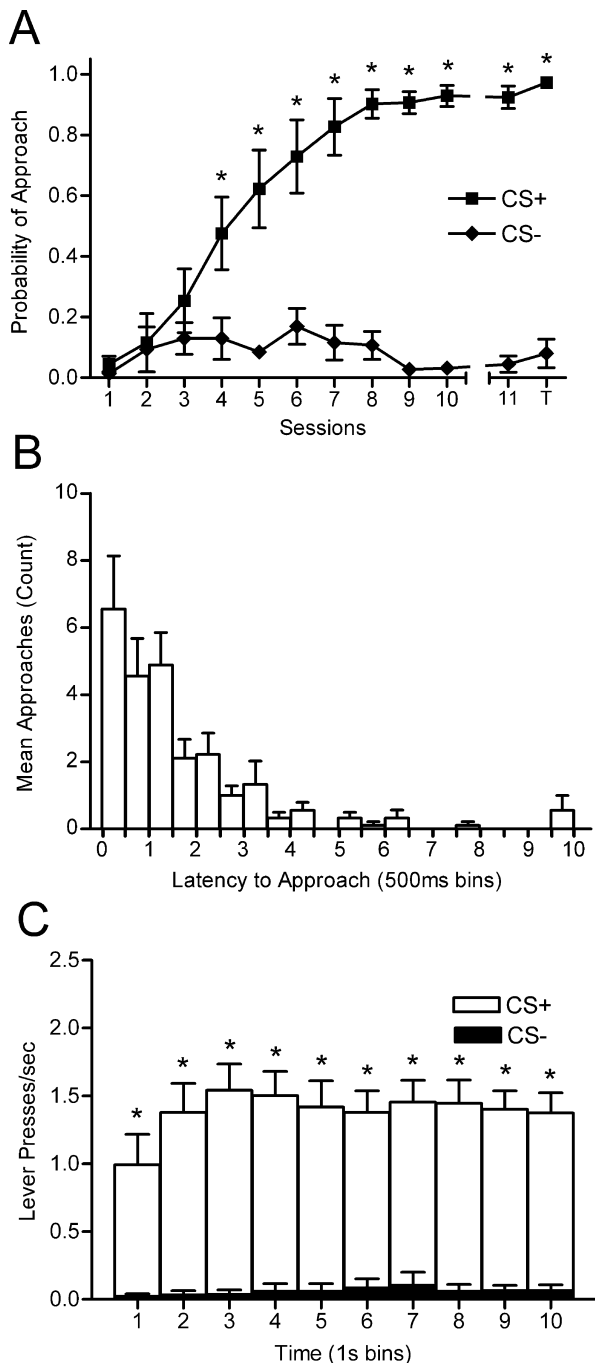 A
* * * * * * * * *
1.0
0.8
0.6
0.4
0.2
0.0
Probability of Approach
CS+
CS-
1 2 3 4 5 6 7 8 9 10 11 T
Sessions
B
10
8
6
4
2
0
Mean Approaches (Count)
0 1 2 3 4 5 6 7 8 9 10
Latency to Approach (500ms bins)
C
2.5
2.0
1.5
1.0
0.5
0.0
Lever Presses/sec
CS+
CS-
* * * * * * * * * *
1 2 3 4 5 6 7 8 9 10
Time (1s bins)